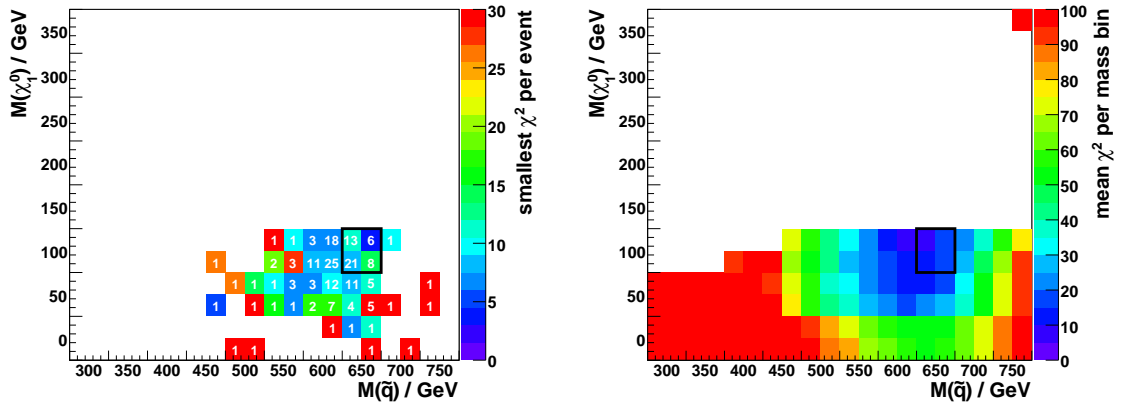 M(χ̃₁⁰) / GeV
350
300
250
200
150
100
50
0
1 1 3 18 13 6 1
1 2 3 11 25 21 8
1 1 1 3 3 12 11 5 1
1 1 1 1 2 7 4 5 1 1
1 1 1
1 1 1 1
300 350 400 450 500 550 600 650 700 750
M(q̃) / GeV
30
25
20
15
10
5
0
smallest χ² per event
M(χ̃₁⁰) / GeV
350
300
250
200
150
100
50
0
300 350 400 450 500 550 600 650 700 750
M(q̃) / GeV
100
90
80
70
60
50
40
30
20
10
0
mean χ² per mass bin